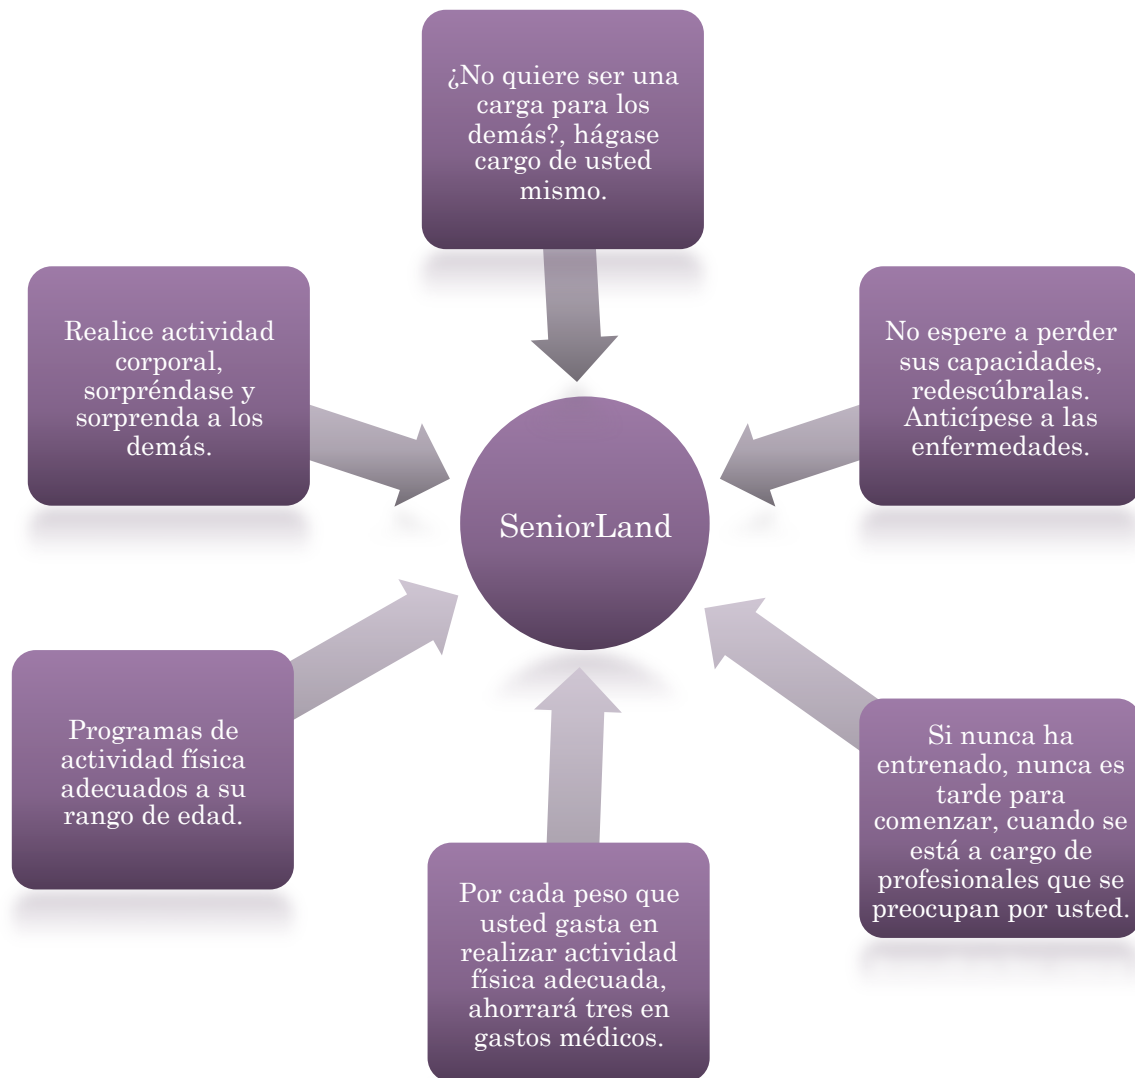 ¿No quiere ser una
carga para los
demás?, hágase
cargo de usted
mismo.
Realice actividad
corporal,
sorpréndase y
sorprenda a los
demás.
No espere a perder
sus capacidades,
redescúbralas.
Anticípese a las
enfermedades.
SeniorLand
Programas de
actividad física
adecuados a su
rango de edad.
Si nunca ha
entrenado, nunca es
tarde para
comenzar, cuando se
está a cargo de
profesionales que se
preocupan por usted.
Por cada peso que
usted gasta en
realizar actividad
física adecuada,
ahorrará tres en
gastos médicos.